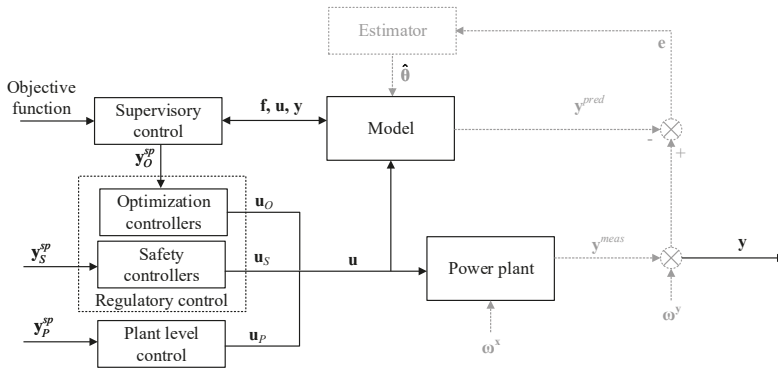 Estimator
e
θ̂
Objective
function
Supervisory
control
f, u, y
Model
y^pred
-
+
y_O^sp
Optimization
controllers
u_O
y_S^sp
Safety
controllers
u_S
u
Power plant
y^meas
y
Regulatory control
y_P^sp
Plant level
control
u_P
ω^x
ω^y